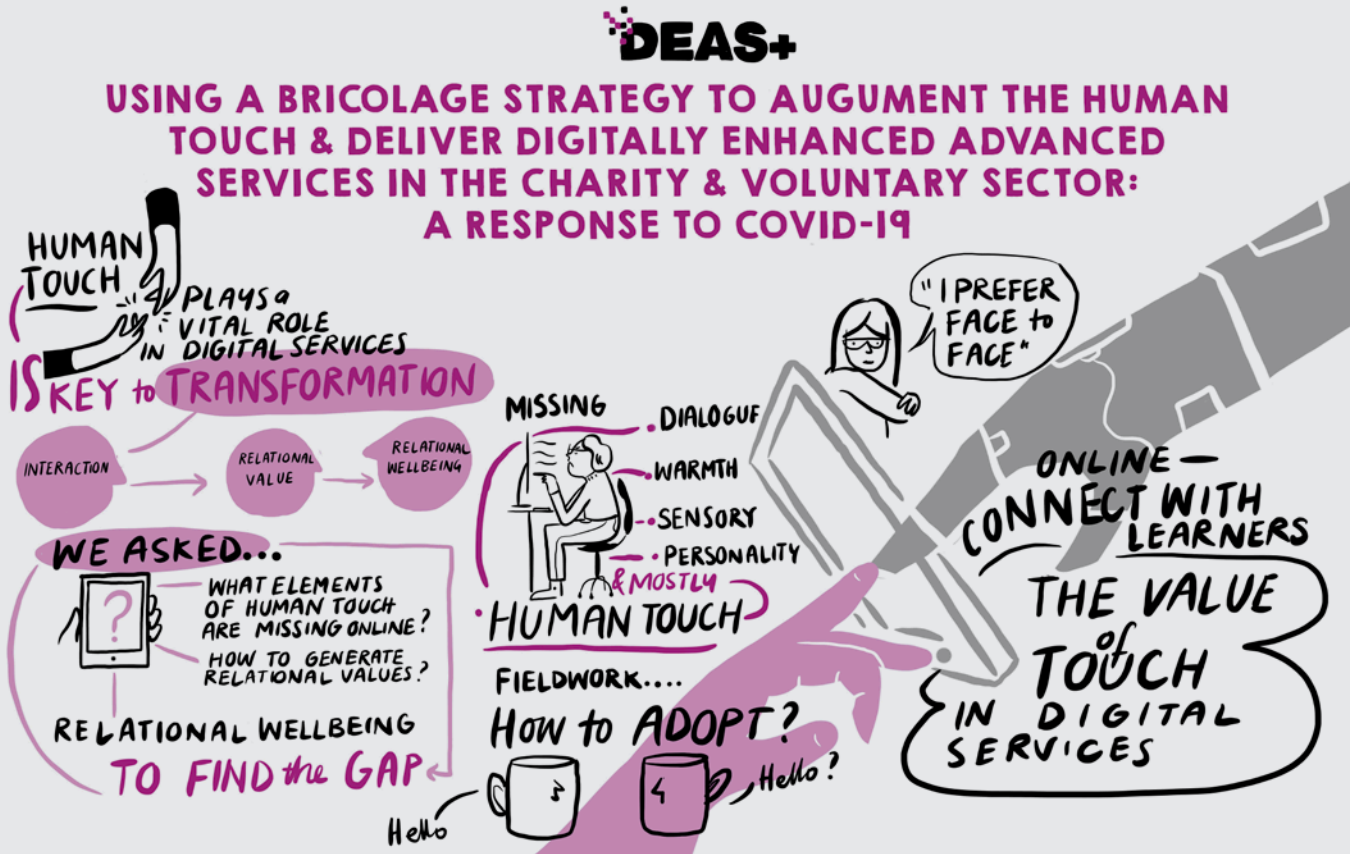 DEAS+
USING A BRICOLAGE STRATEGY TO AUGUMENT THE HUMAN
TOUCH & DELIVER DIGITALLY ENHANCED ADVANCED
SERVICES IN THE CHARITY & VOLUNTARY SECTOR:
A RESPONSE TO COVID-19
HUMAN
TOUCH
PLAYS a
VITAL ROLE
IN DIGITAL SERVICES
IS KEY to TRANSFORMATION
INTERACTION
RELATIONAL
VALUE
RELATIONAL
WELLBEING
WE ASKED...
?
WHAT ELEMENTS
OF HUMAN TOUCH
ARE MISSING ONLINE?
HOW TO GENERATE
RELATIONAL VALUES?
RELATIONAL WELLBEING
TO FIND the GAP
MISSING
DIALOGUE
WARMTH
SENSORY
PERSONALITY
& MOSTLY
HUMAN TOUCH
FIELDWORK....
HOW to ADOPT?
Hello
Hello?
"I PREFER
FACE to
FACE"
ONLINE —
CONNECT WITH
LEARNERS
THE VALUE
of
TOUCH
IN DIGITAL
SERVICES